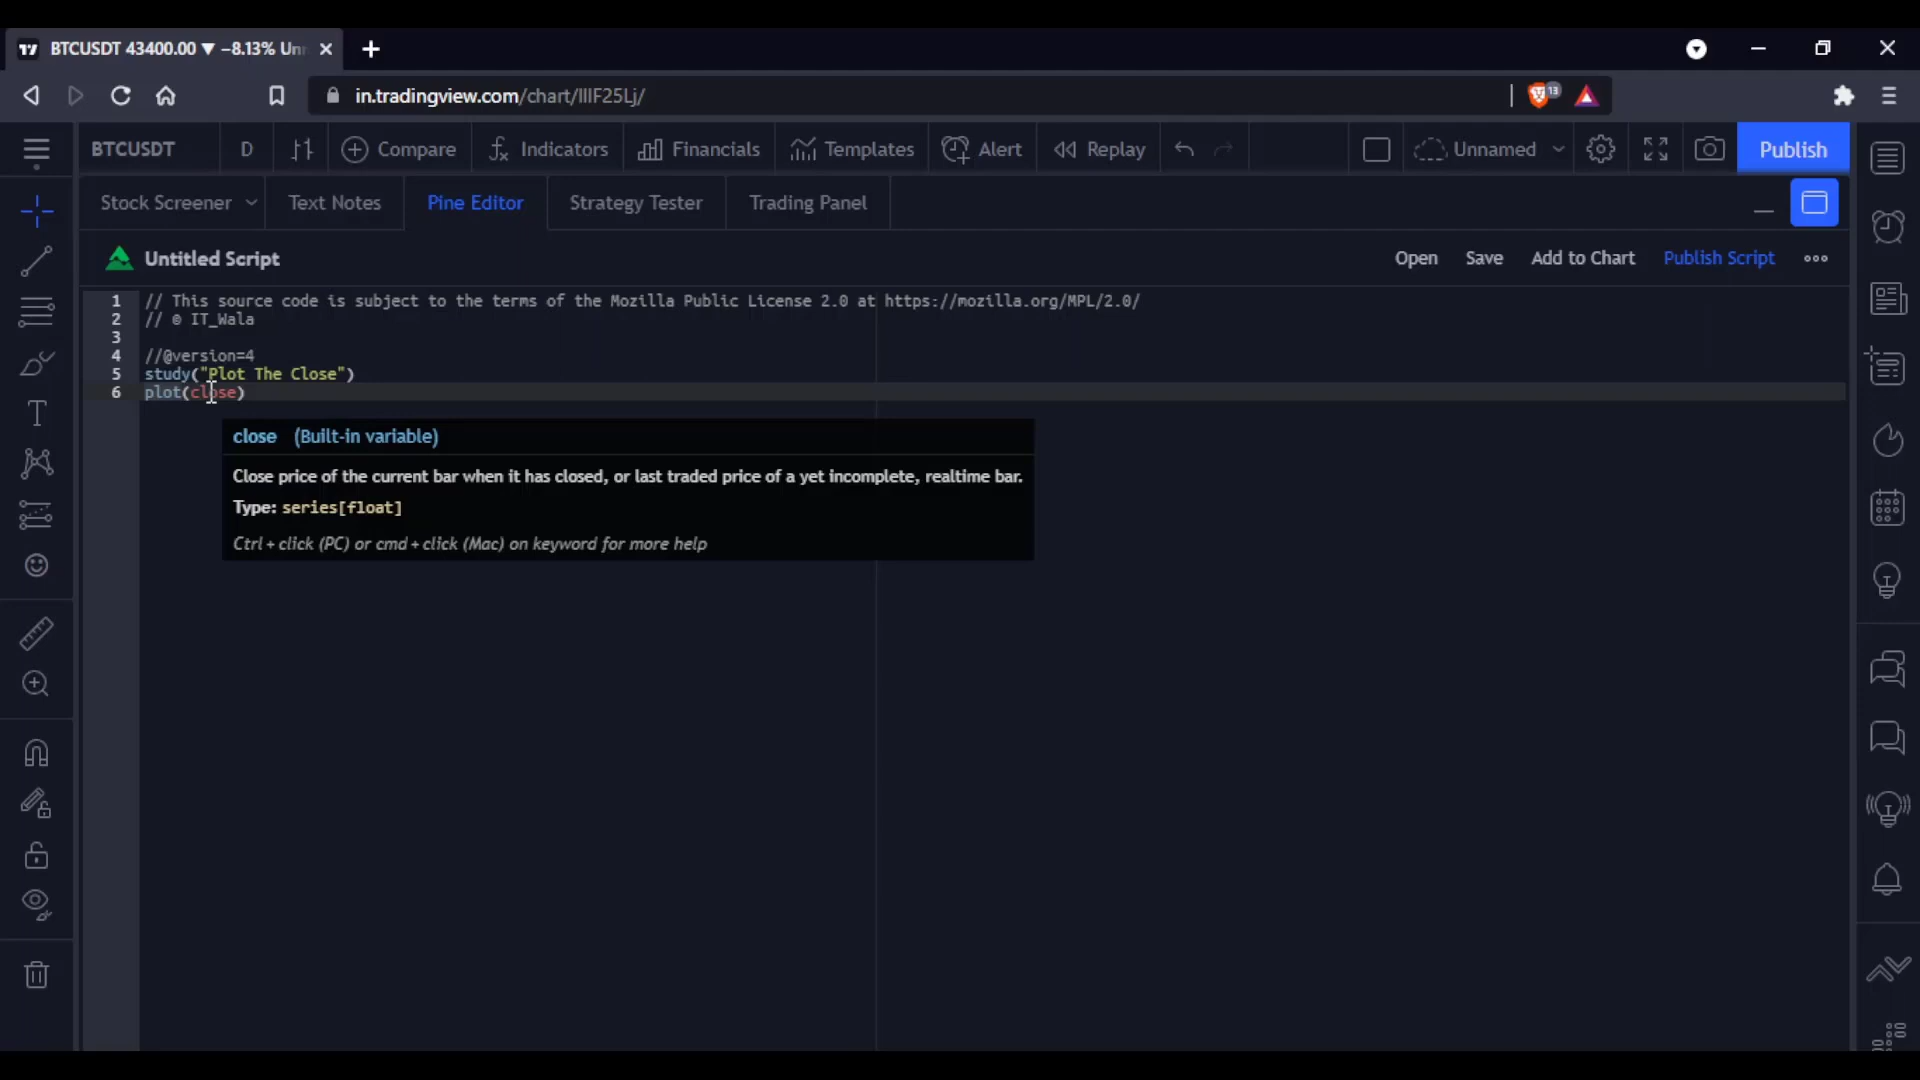 BTCUSDT 43400.00 ▼ −8.13% Un
in.tradingview.com/chart/IIIF25Lj/
13
BTCUSDT D Compare Indicators Financials Templates Alert Replay Unnamed Publish
Stock Screener Text Notes Pine Editor Strategy Tester Trading Panel
Untitled Script Open Save Add to Chart Publish Script
1 // This source code is subject to the terms of the Mozilla Public License 2.0 at https://mozilla.org/MPL/2.0/
2 // © IT_Wala
3
4 //@version=4
5 study("Plot The Close")
6 plot(close)
close (Built-in variable)
Close price of the current bar when it has closed, or last traded price of a yet incomplete, realtime bar.
Type: series[float]
Ctrl + click (PC) or cmd + click (Mac) on keyword for more help